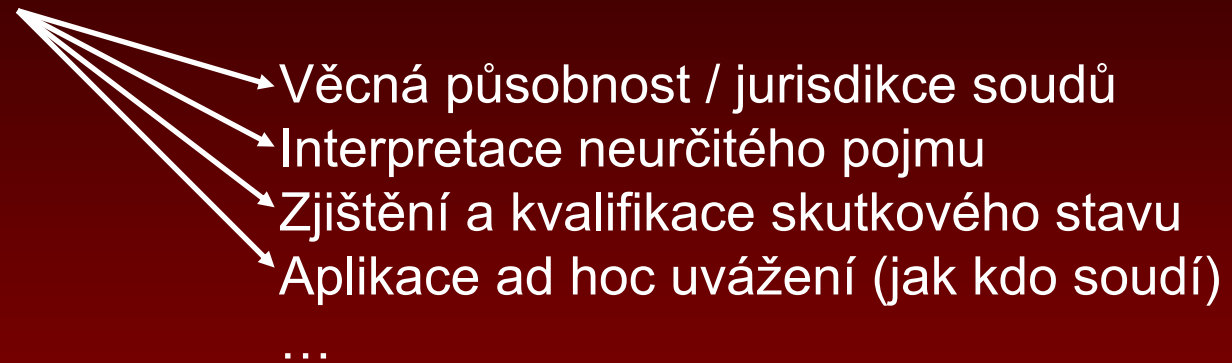 Věcná působnost / jurisdikce soudů
Interpretace neurčitého pojmu
Zjištění a kvalifikace skutkového stavu
Aplikace ad hoc uvážení (jak kdo soudí)
…